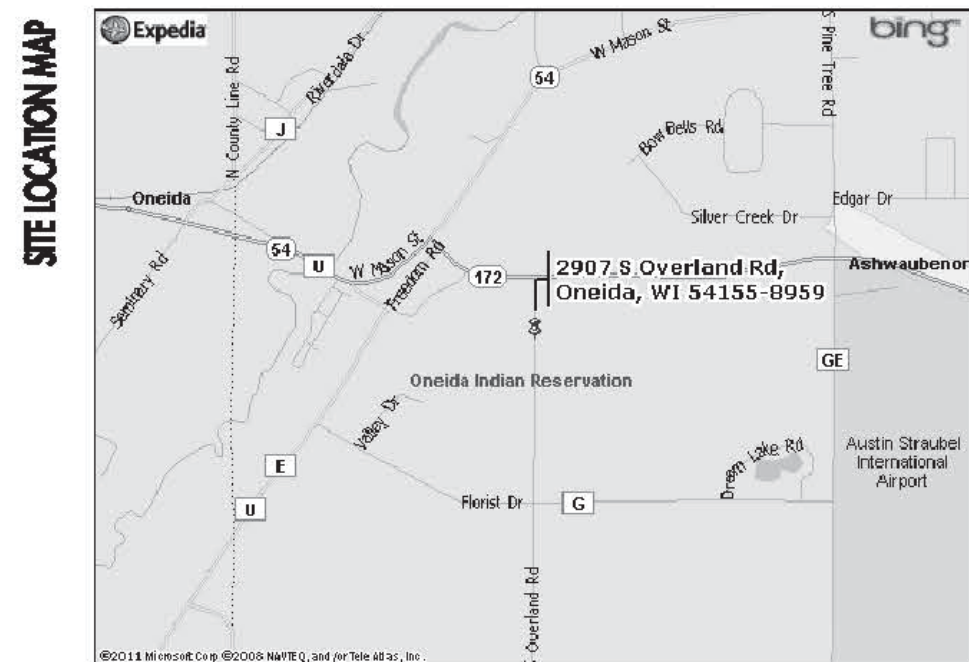 SITE LOCATION MAP
Expedia
bing
W Mason St
S Pine Tree Rd
54
N County Line Rd
Riverdale Dr
J
Bow Bells Rd
Oneida
Edgar Dr
Silver Creek Dr
54
U
W Mason St
Freedom Rd
172
2907 S Overland Rd,
Oneida, WI 54155-8959
Ashwaubenon
Seminary Rd
GE
Oneida Indian Reservation
Valley Dr
Dream Lake Rd
Austin Straubel
International
Airport
E
U
Florist Dr
G
S Overland Rd
©2011 Microsoft Corp ©2008 NAVTEQ, and/or Tele Atlas, Inc.